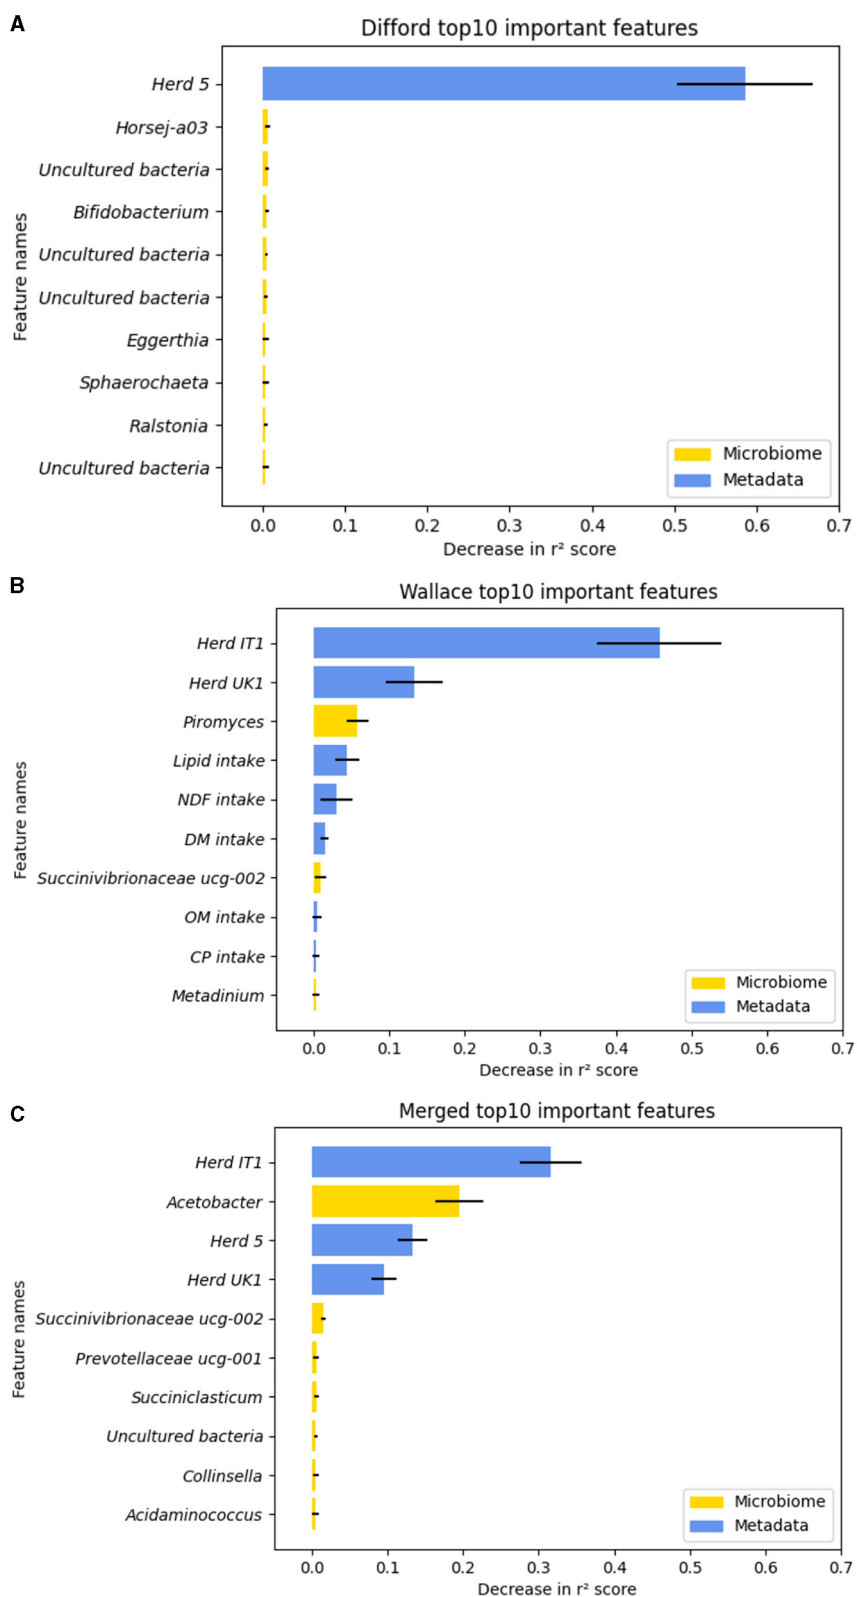 A
Difford top10 important features
Feature names
Herd 5
Horsej-a03
Uncultured bacteria
Bifidobacterium
Uncultured bacteria
Uncultured bacteria
Eggerthia
Sphaerochaeta
Ralstonia
Uncultured bacteria
Microbiome
Metadata
0.0 0.1 0.2 0.3 0.4 0.5 0.6 0.7
Decrease in r² score
B
Wallace top10 important features
Feature names
Herd IT1
Herd UK1
Piromyces
Lipid intake
NDF intake
DM intake
Succinivibrionaceae ucg-002
OM intake
CP intake
Metadinium
Microbiome
Metadata
0.0 0.1 0.2 0.3 0.4 0.5 0.6 0.7
Decrease in r² score
C
Merged top10 important features
Feature names
Herd IT1
Acetobacter
Herd 5
Herd UK1
Succinivibrionaceae ucg-002
Prevotellaceae ucg-001
Succiniclasticum
Uncultured bacteria
Collinsella
Acidaminococcus
Microbiome
Metadata
0.0 0.1 0.2 0.3 0.4 0.5 0.6 0.7
Decrease in r² score